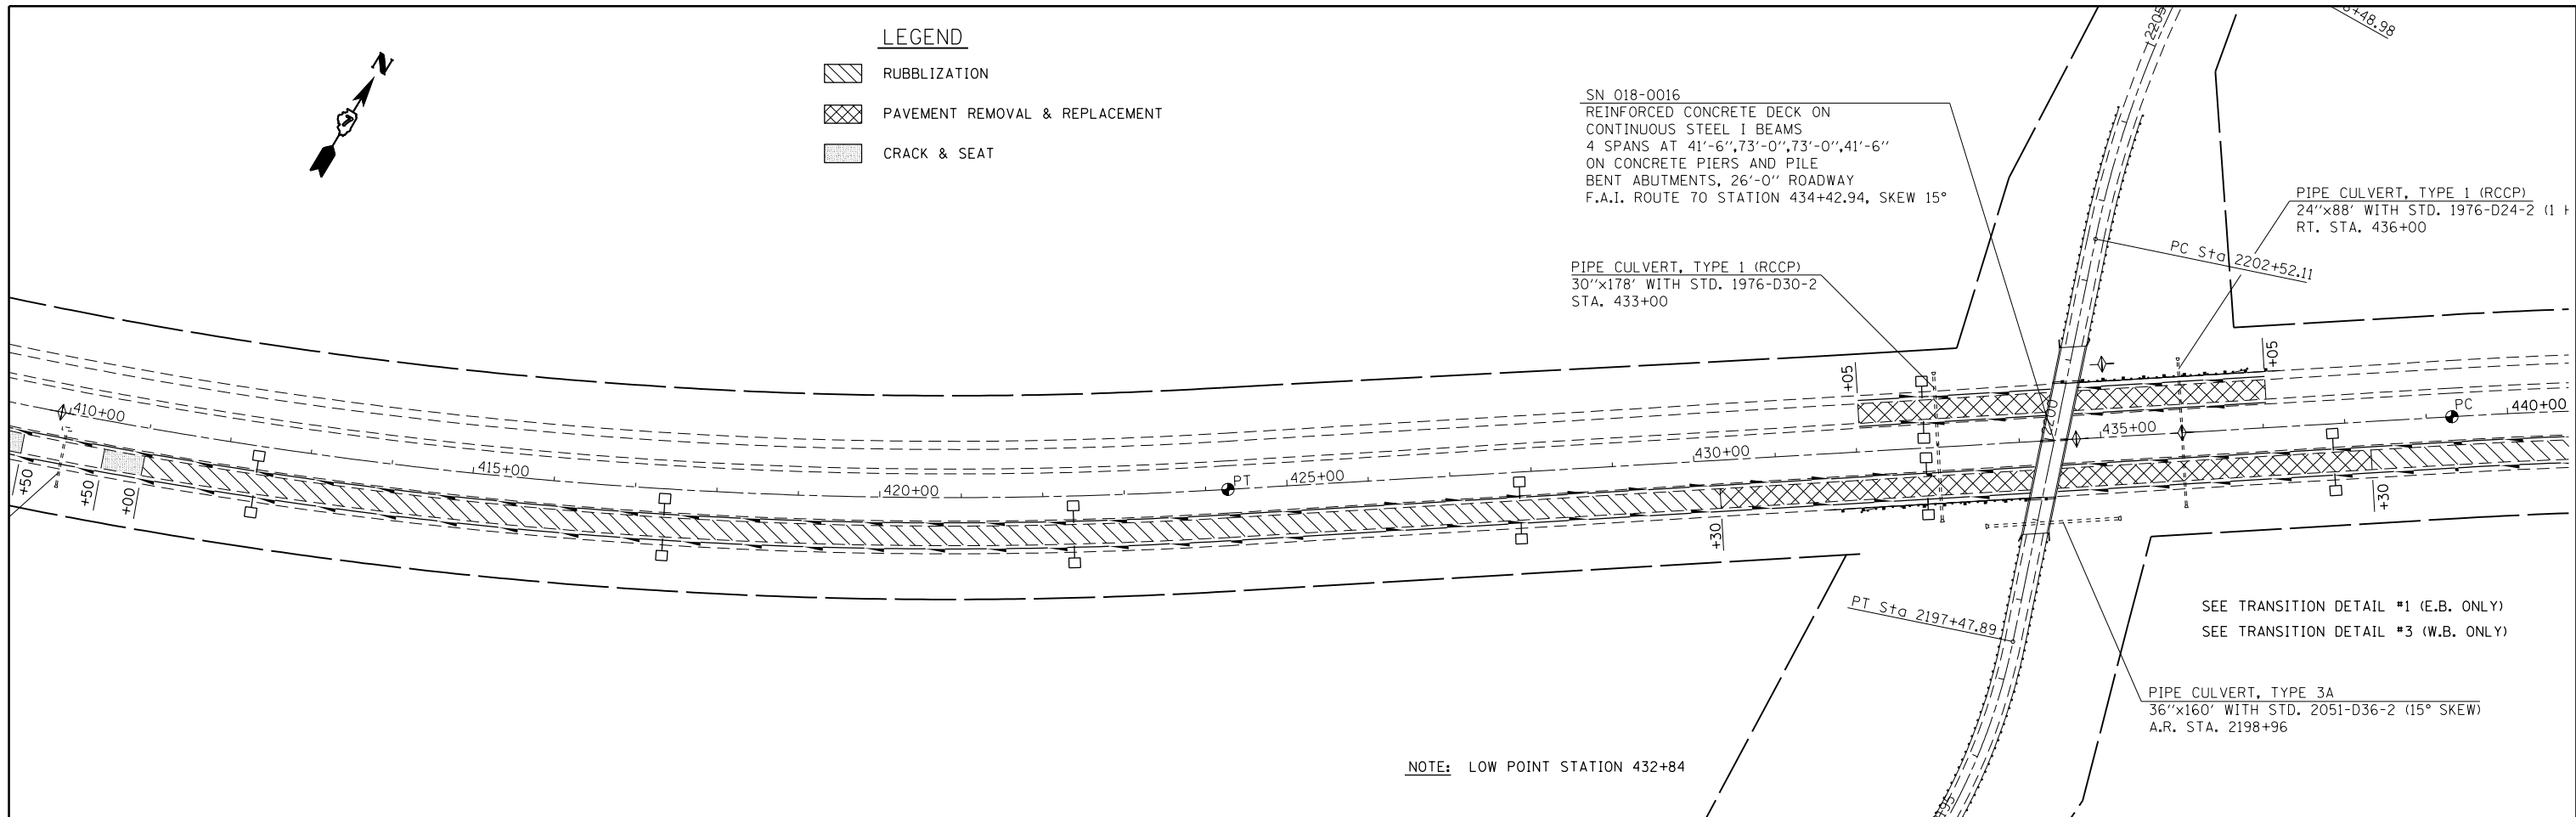 LEGEND
RUBBLIZATION
PAVEMENT REMOVAL & REPLACEMENT
CRACK & SEAT
N
7
2205
+48.98
SN 018-0016
REINFORCED CONCRETE DECK ON
CONTINUOUS STEEL I BEAMS
4 SPANS AT 41'-6",73'-0",73'-0",41'-6"
ON CONCRETE PIERS AND PILE
BENT ABUTMENTS, 26'-0" ROADWAY
F.A.I. ROUTE 70 STATION 434+42.94, SKEW 15°
PIPE CULVERT, TYPE 1 (RCCP)
24"x88' WITH STD. 1976-D24-2 (1
RT. STA. 436+00
PC Sta 2202+52.11
PIPE CULVERT, TYPE 1 (RCCP)
30"x178' WITH STD. 1976-D30-2
STA. 433+00
+05
+05
410+00
415+00
420+00
PT
425+00
430+00
2200
435+00
PC
440+00
+50
+50
+00
+30
+30
PT Sta 2197+47.89
SEE TRANSITION DETAIL #1 (E.B. ONLY)
SEE TRANSITION DETAIL #3 (W.B. ONLY)
PIPE CULVERT, TYPE 3A
36"x160' WITH STD. 2051-D36-2 (15° SKEW)
A.R. STA. 2198+96
NOTE: LOW POINT STATION 432+84
95